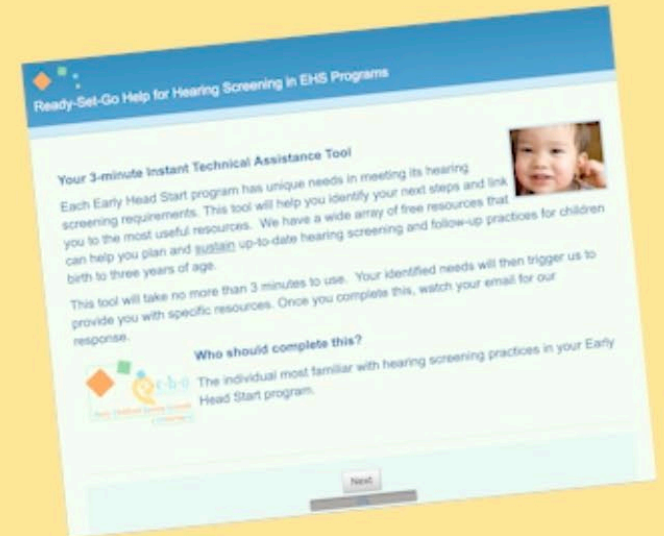 Ready-Set-Go Help for Hearing Screening in EHS Programs
Your 3-minute Instant Technical Assistance Tool
Each Early Head Start program has unique needs in meeting its hearing
screening requirements. This tool will help you identify your next steps and link
you to the most useful resources. We have a wide array of free resources that
can help you plan and sustain up-to-date hearing screening and follow-up practices for children
birth to three years of age.
This tool will take no more than 3 minutes to use. Your identified needs will then trigger us to
provide you with specific resources. Once you complete this, watch your email for our
response.
Who should complete this?
The individual most familiar with hearing screening practices in your Early
Head Start program.
Next